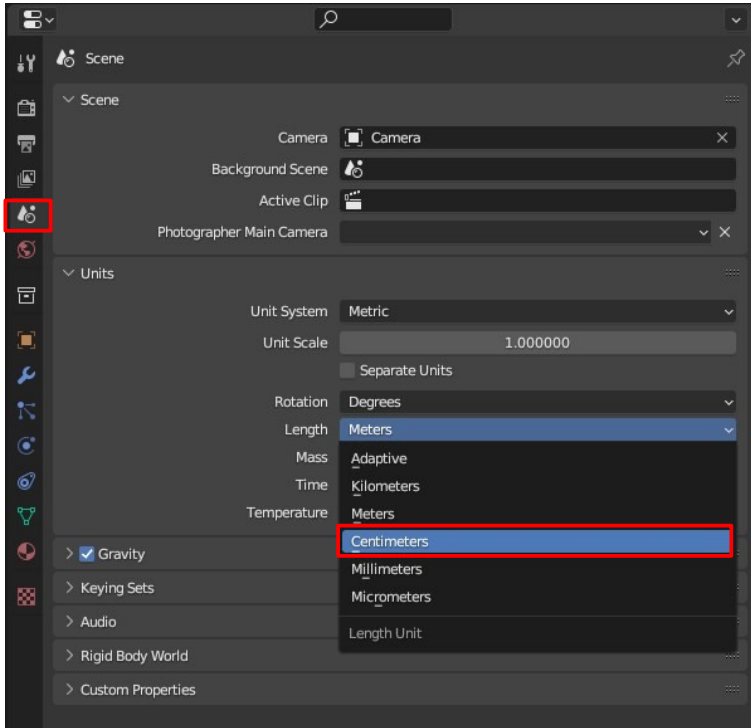 Scene
Scene
Camera Camera
Background Scene
Active Clip
Photographer Main Camera
Units
Unit System Metric
Unit Scale 1.000000
Separate Units
Rotation Degrees
Length Meters
Mass Adaptive
Time Kilometers
Temperature Meters
Centimeters
Gravity
Millimeters
Keying Sets
Micrometers
Audio
Length Unit
Rigid Body World
Custom Properties